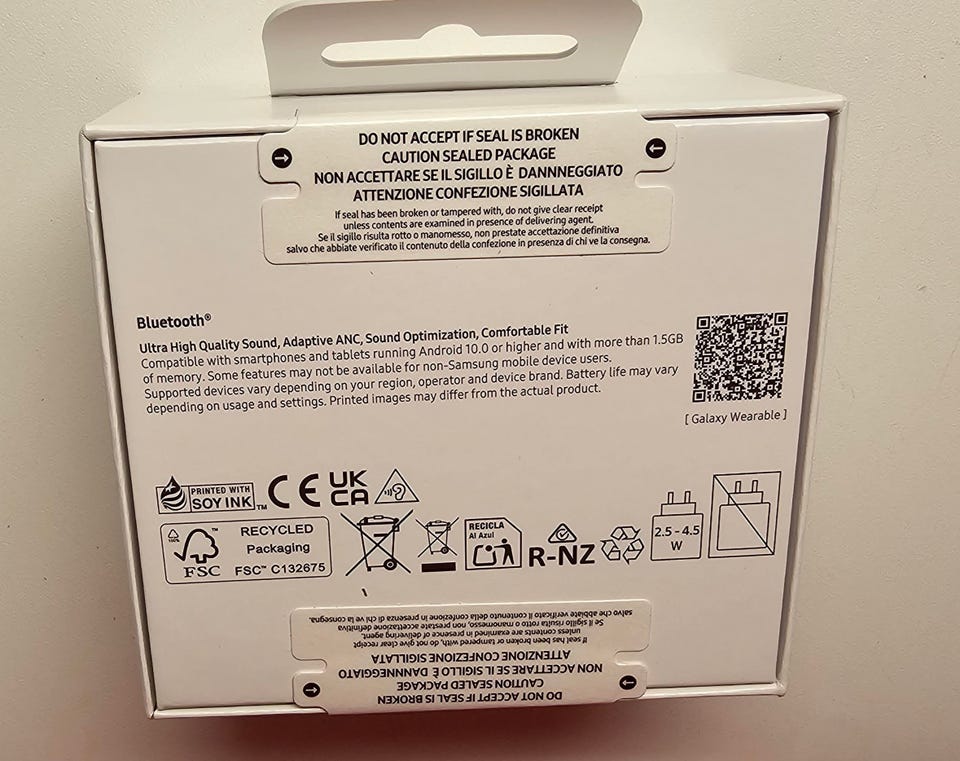 DO NOT ACCEPT IF SEAL IS BROKEN
CAUTION SEALED PACKAGE
NON ACCETTARE SE IL SIGILLO È DANNNEGGIATO
ATTENZIONE CONFEZIONE SIGILLATA
If seal has been broken or tampered with, do not give clear receipt
unless contents are examined in presence of delivering agent.
Se il sigillo risulta rotto o manomesso, non prestate accettazione definitiva
salvo che abbiate verificato il contenuto della confezione in presenza di chi ve la consegna.
Bluetooth®
Ultra High Quality Sound, Adaptive ANC, Sound Optimization, Comfortable Fit
Compatible with smartphones and tablets running Android 10.0 or higher and with more than 1.5GB
of memory. Some features may not be available for non-Samsung mobile device users.
Supported devices vary depending on your region, operator and device brand. Battery life may vary
depending on usage and settings. Printed images may differ from the actual product.
[ Galaxy Wearable ]
PRINTED WITH
SOY INK™
CE
UK
CA
100%
FSC
RECYCLED
Packaging
FSC™ C132675
RECICLA
Al Azul
R-NZ
2.5 - 4.5
W
DO NOT ACCEPT IF SEAL IS BROKEN
CAUTION SEALED PACKAGE
NON ACCETTARE SE IL SIGILLO È DANNNEGGIATO
ATTENZIONE CONFEZIONE SIGILLATA
If seal has been broken or tampered with, do not give clear receipt
unless contents are examined in presence of delivering agent.
Se il sigillo risulta rotto o manomesso, non prestate accettazione definitiva
salvo che abbiate verificato il contenuto della confezione in presenza di chi ve la consegna.